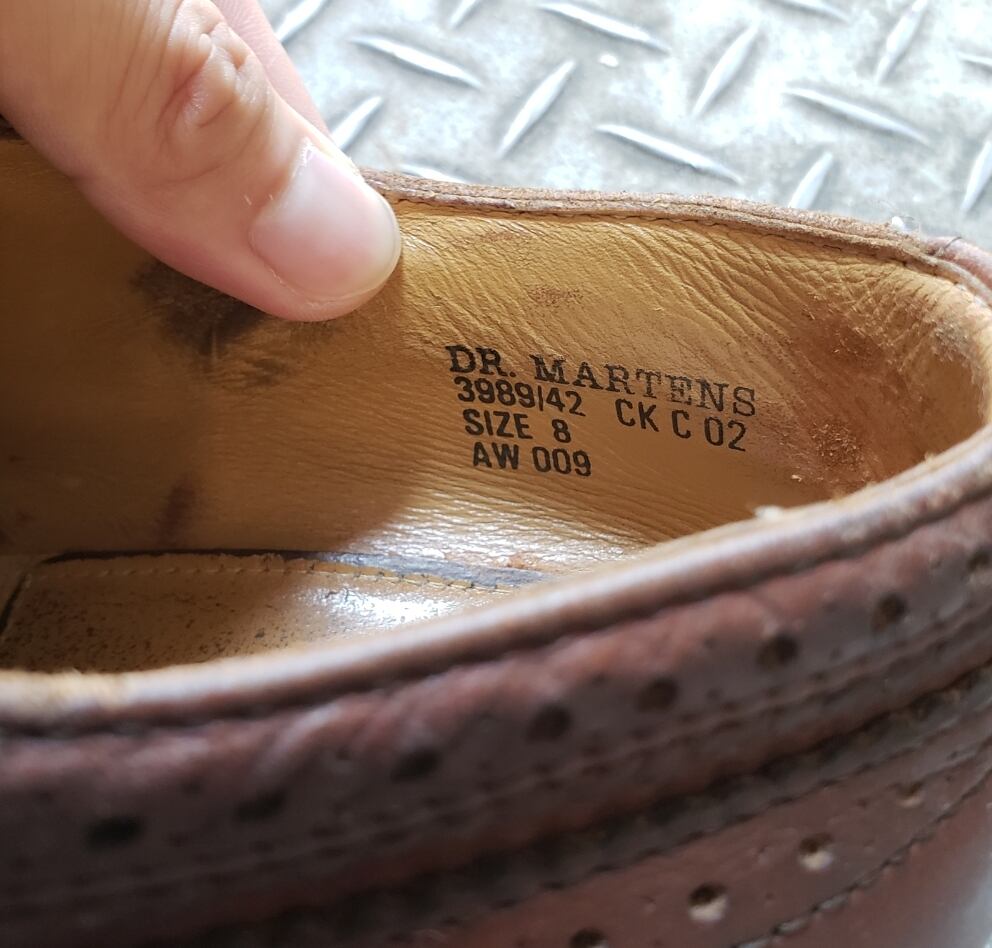 DR. MARTENS
3989/42 CK C 02
SIZE 8
AW 009